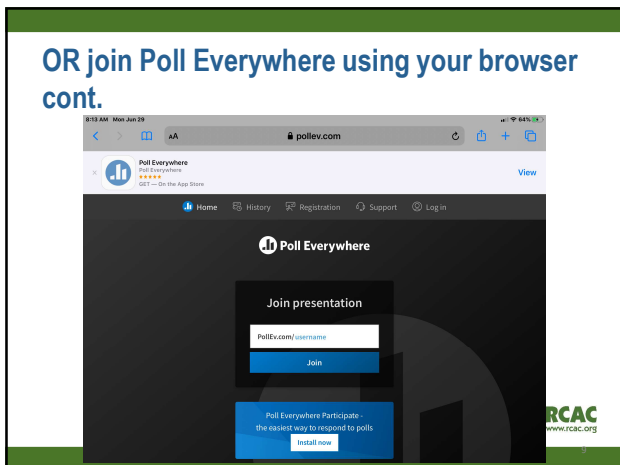 OR join Poll Everywhere using your browser
cont.
8:13 AM Mon Jun 29
64%
AA
pollev.com
Poll Everywhere
Poll Everywhere
★★★★★
GET — On the App Store
View
Home History Registration Support Log in
Poll Everywhere
Join presentation
PollEv.com/username
Join
Poll Everywhere Participate -
the easiest way to respond to polls
Install now
RCAC
www.rcac.org
9